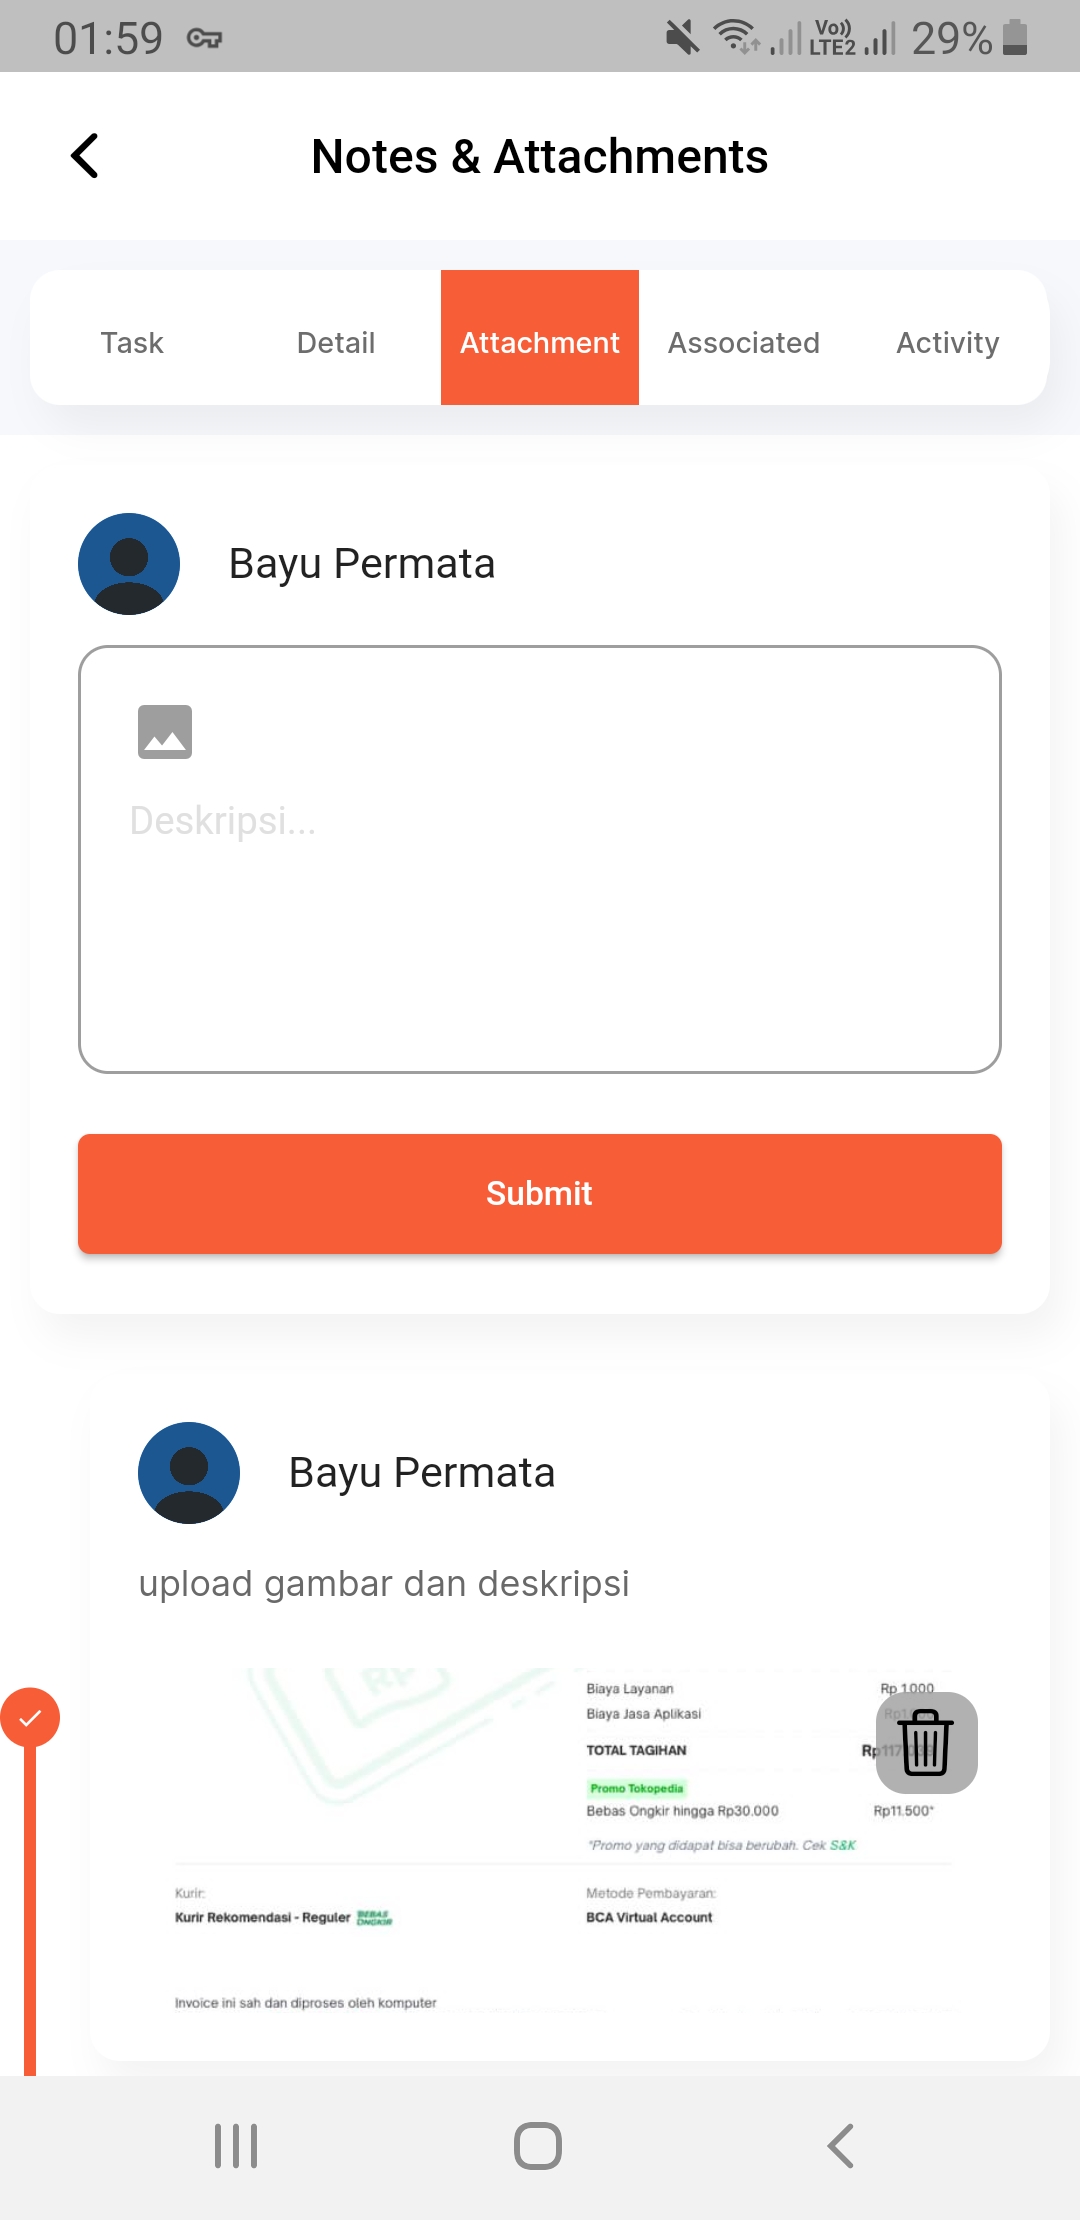 01:59
Vo)) LTE2 29%
Notes & Attachments
Task Detail Attachment Associated Activity
Bayu Permata
Deskripsi...
Submit
Bayu Permata
upload gambar dan deskripsi
Biaya Layanan Rp 1.000
Biaya Jasa Aplikasi
TOTAL TAGIHAN
Promo Tokopedia
Bebas Ongkir hingga Rp30.000 Rp11.500*
*Promo yang didapat bisa berubah. Cek S&K
Kurir: Metode Pembayaran:
Kurir Rekomendasi - Reguler BEBAS ONGKIR BCA Virtual Account
Invoice ini sah dan diproses oleh komputer